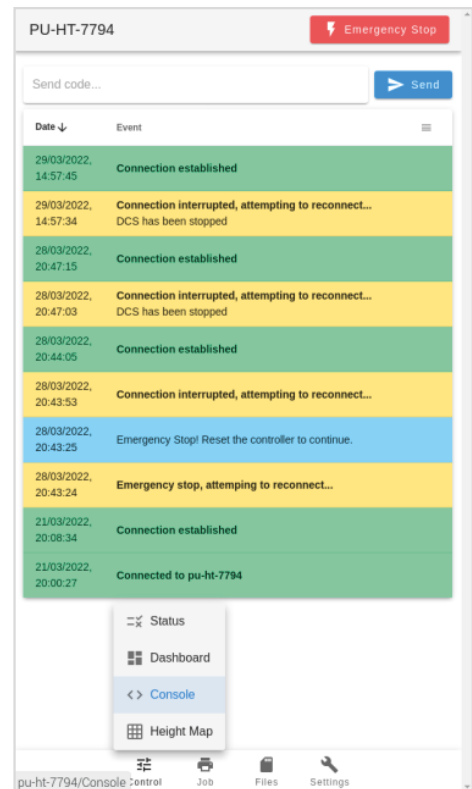 PU-HT-7794
Emergency Stop
Send code...
Send
Date
Event
29/03/2022,
14:57:45
Connection established
29/03/2022,
14:57:34
Connection interrupted, attempting to reconnect...
DCS has been stopped
28/03/2022,
20:47:15
Connection established
28/03/2022,
20:47:03
Connection interrupted, attempting to reconnect...
DCS has been stopped
28/03/2022,
20:44:05
Connection established
28/03/2022,
20:43:53
Connection interrupted, attempting to reconnect...
28/03/2022,
20:43:25
Emergency Stop! Reset the controller to continue.
28/03/2022,
20:43:24
Emergency stop, attemping to reconnect...
21/03/2022,
20:08:34
Connection established
21/03/2022,
20:00:27
Connected to pu-ht-7794
Status
Dashboard
Console
Height Map
pu-ht-7794/Console
Control
Job
Files
Settings